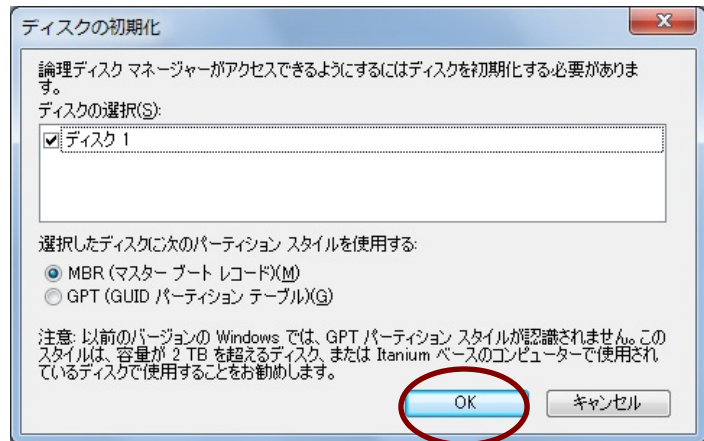 ディスクの初期化
論理ディスク マネージャーがアクセスできるようにするにはディスクを初期化する必要がありま
す。
ディスクの選択(S):
ディスク 1
選択したディスクに次のパーティション スタイルを使用する:
MBR (マスター ブート レコード)(M)
GPT (GUID パーティション テーブル)(G)
注意: 以前のバージョンの Windows では、GPT パーティション スタイルが認識されません。この
スタイルは、容量が 2 TB を超えるディスク、または Itanium ベースのコンピューターで使用され
ているディスクで使用することをお勧めします。
OK
キャンセル